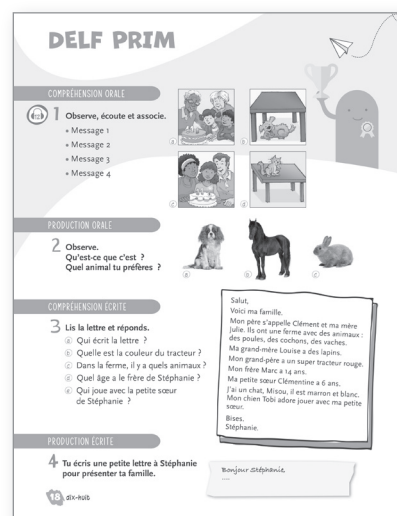 DELF PRIM
COMPRÉHENSION ORALE
1 Observe, écoute et associe.
• Message 1
• Message 2
• Message 3
• Message 4
a
b
c
d
PRODUCTION ORALE
2 Observe.
Qu'est-ce que c'est ?
Quel animal tu préfères ?
a
b
c
COMPRÉHENSION ÉCRITE
3 Lis la lettre et réponds.
a Qui écrit la lettre ?
b Quelle est la couleur du tracteur ?
c Dans la ferme, il y a quels animaux ?
d Quel âge a le frère de Stéphanie ?
e Qui joue avec la petite sœur
de Stéphanie ?
Salut,
Voici ma famille.
Mon père s'appelle Clément et ma mère
Julie. Ils ont une ferme avec des animaux :
des poules, des cochons, des vaches.
Ma grand-mère Louise a des lapins.
Mon grand-père a un super tracteur rouge.
Mon frère Marc a 14 ans.
Ma petite sœur Clémentine a 6 ans.
J'ai un chat, Misou, il est marron et blanc.
Mon chien Tobi adore jouer avec ma petite
sœur.
Bises.
Stéphanie.
PRODUCTION ÉCRITE
4 Tu écris une petite lettre à Stéphanie
pour présenter ta famille.
Bonjour Stéphanie
....
18 dix-huit